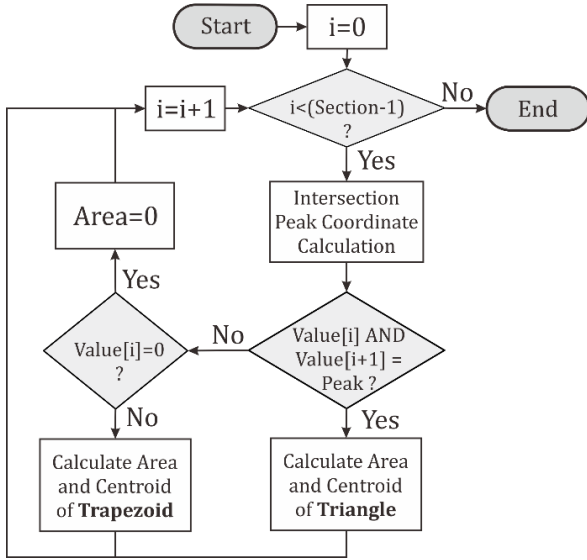 Start
i=0
i=i+1
i<(Section-1)
?
No
End
Yes
Intersection
Peak Coordinate
Calculation
Area=0
Yes
Value[i]=0
?
No
Value[i] AND
Value[i+1] =
Peak ?
No
Yes
Calculate Area
and Centroid
of Trapezoid
Calculate Area
and Centroid
of Triangle